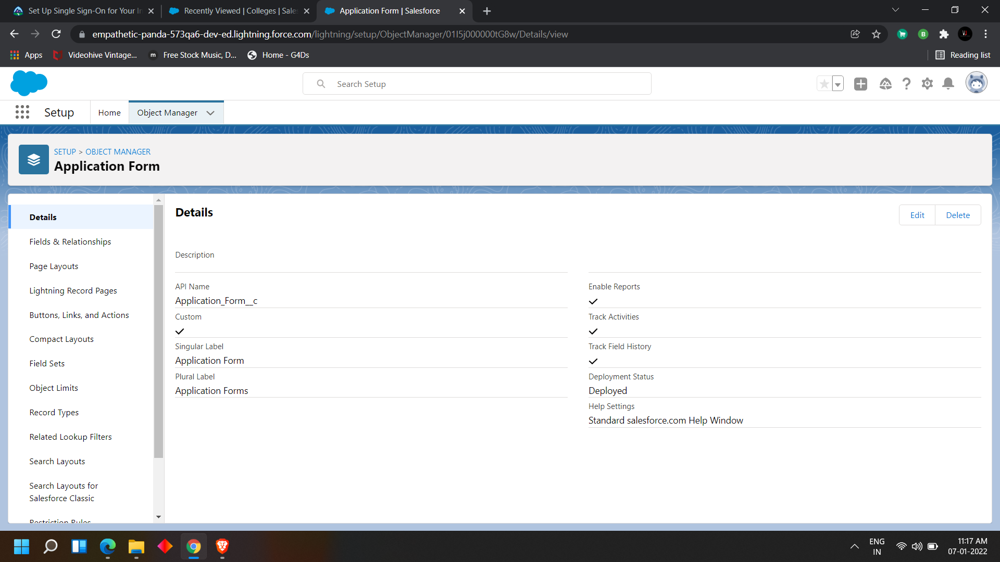 Set Up Single Sign-On for Your In
Recently Viewed | Colleges | Sales
Application Form | Salesforce
empathetic-panda-573qa6-dev-ed.lightning.force.com/lightning/setup/ObjectManager/01I5j000000tG8w/Details/view
Apps
Videohive Vintage...
m
Free Stock Music, D...
Home - G4Ds
Reading list
Search Setup
Setup
Home
Object Manager
SETUP > OBJECT MANAGER
Application Form
Details
Fields & Relationships
Page Layouts
Lightning Record Pages
Buttons, Links, and Actions
Compact Layouts
Field Sets
Object Limits
Record Types
Related Lookup Filters
Search Layouts
Search Layouts for
Salesforce Classic
Restriction Rules
Details
Edit
Delete
Description
API Name
Application_Form__c
Custom
Singular Label
Application Form
Plural Label
Application Forms
Enable Reports
Track Activities
Track Field History
Deployment Status
Deployed
Help Settings
Standard salesforce.com Help Window
ENG
IN
11:17 AM
07-01-2022